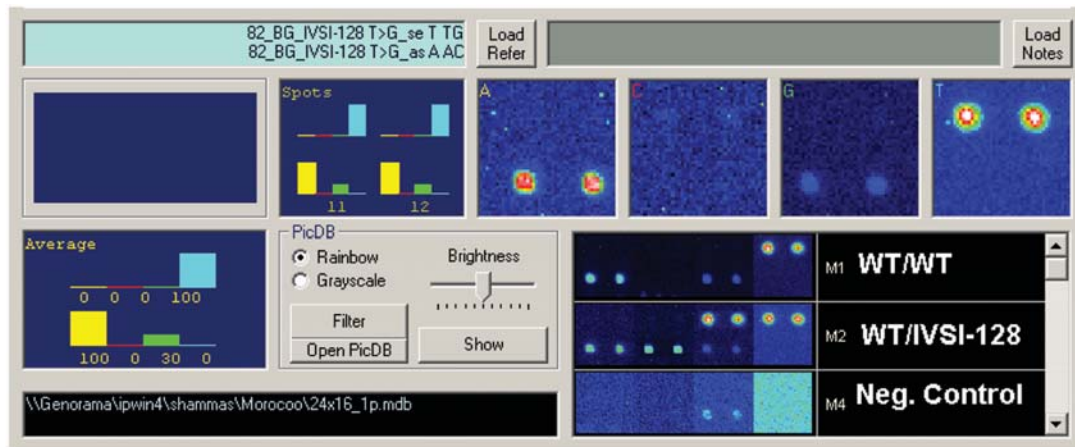 82_BG_IVSI-128 T>G_se T TG
82_BG_IVSI-128 T>G_as A AC
Load
Refer
Load
Notes
Spots
11 12
A
C
G
T
Average
0 0 0 100
100 0 30 0
PicDB
Rainbow
Grayscale
Brightness
Filter
Open PicDB
Show
M1 WT/WT
M2 WT/IVSI-128
M4 Neg. Control
\\Genorama\ipwin4\shammas\Morocoo\24x16_1p.mdb